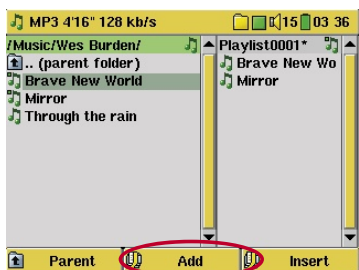 MP3 4'16" 128 kb/s 15 03 36
/Music/Wes Burden/
.. (parent folder)
Brave New World
Mirror
Through the rain
Playlist0001*
Brave New Wo
Mirror
Parent Add Insert